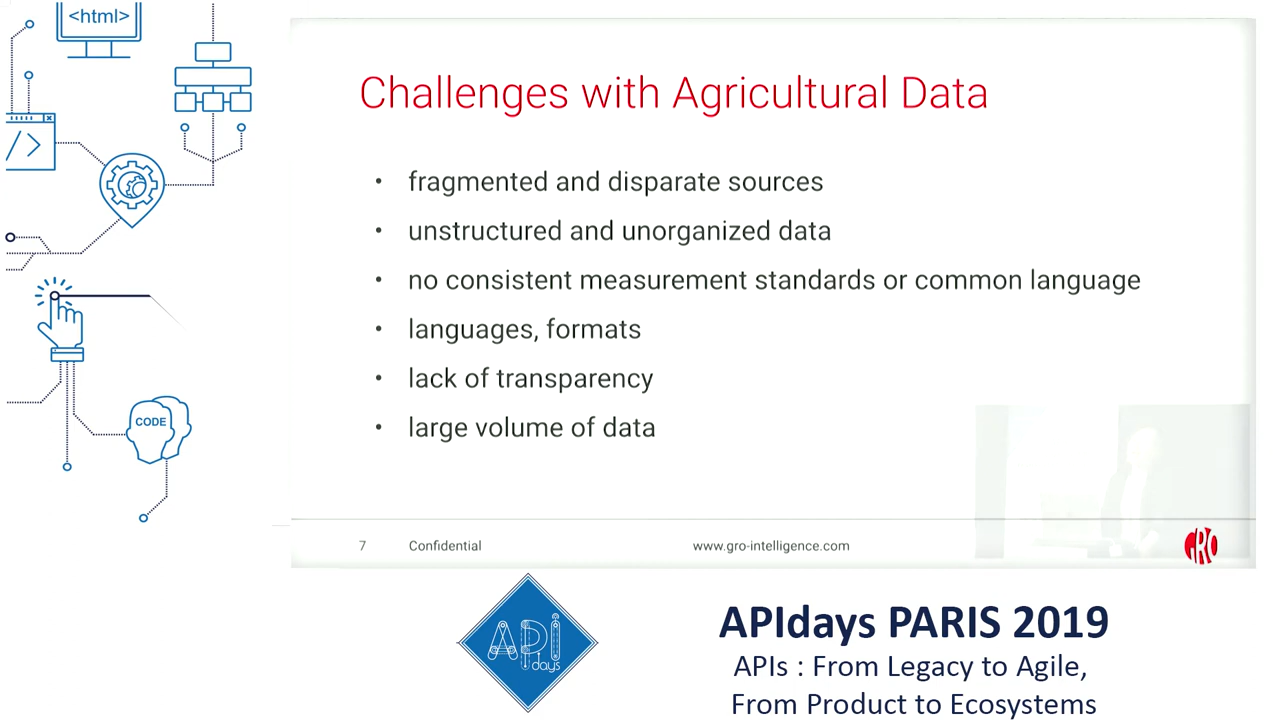 <html>
</>
CODE
Challenges with Agricultural Data
• fragmented and disparate sources
• unstructured and unorganized data
• no consistent measurement standards or common language
• languages, formats
• lack of transparency
• large volume of data
7 Confidential www.gro-intelligence.com
GRO
API
days
APIdays PARIS 2019
APIs : From Legacy to Agile,
From Product to Ecosystems